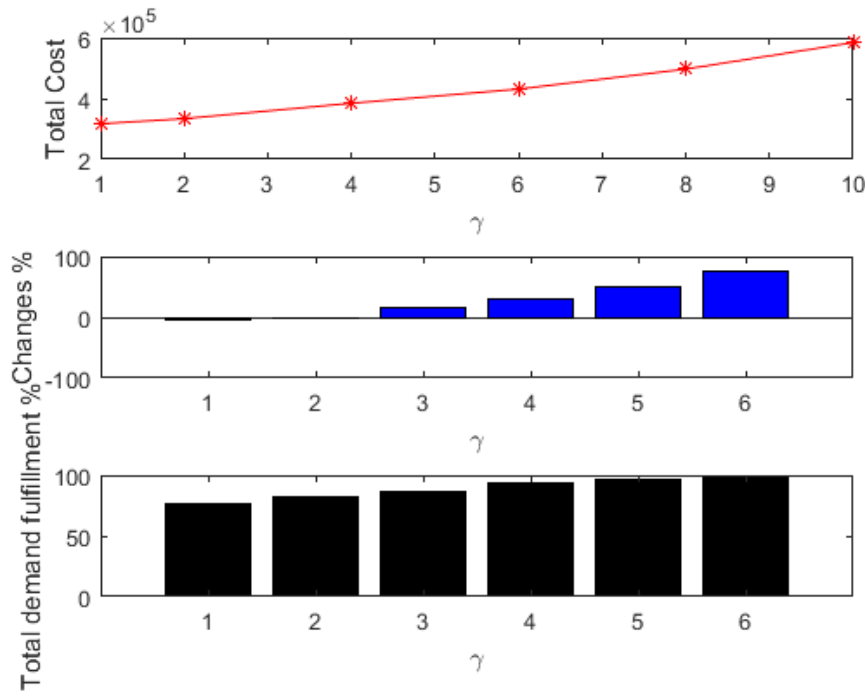 × 10⁵
6
4
2
Total Cost
1 2 3 4 5 6 7 8 9 10
γ
100
0
-100
Changes %
1 2 3 4 5 6
γ
100
50
0
Total demand fulfillment %
1 2 3 4 5 6
γ